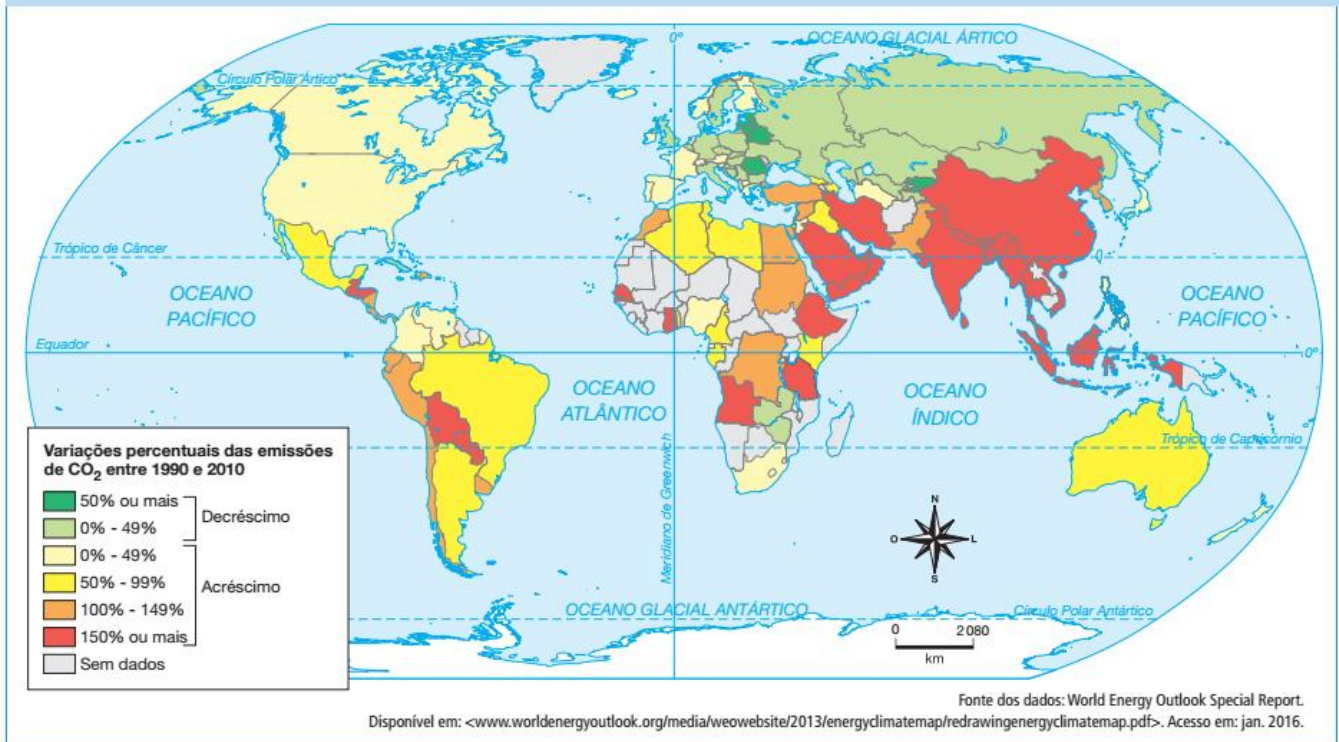 0°
OCEANO GLACIAL ÁRTICO
Círculo Polar Ártico
Trópico de Câncer
OCEANO
PACÍFICO
OCEANO
PACÍFICO
Equador
0°
OCEANO
ATLÂNTICO
OCEANO
ÍNDICO
Trópico de Capricórnio
Meridiano de Greenwich
N
O
L
S
OCEANO GLACIAL ANTÁRTICO
Círculo Polar Antártico
0 2 080
km
Variações percentuais das emissões
de CO₂ entre 1990 e 2010
50% ou mais
0% - 49%
Decréscimo
0% - 49%
50% - 99%
100% - 149%
150% ou mais
Acréscimo
Sem dados
Fonte dos dados: World Energy Outlook Special Report.
Disponível em: <www.worldenergyoutlook.org/media/weowebsite/2013/energyclimatemap/redrawingenergyclimatemap.pdf>. Acesso em: jan. 2016.